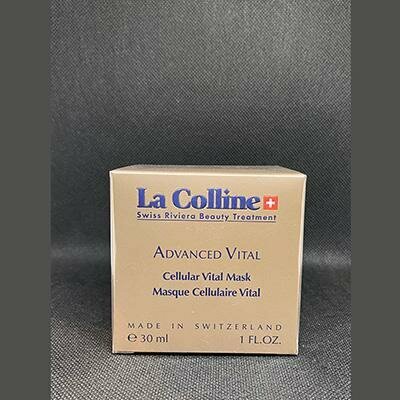 La Colline
Swiss Riviera Beauty Treatment
ADVANCED VITAL
Cellular Vital Mask
Masque Cellulaire Vital
MADE IN SWITZERLAND
℮ 30 ml 1 FL.OZ.